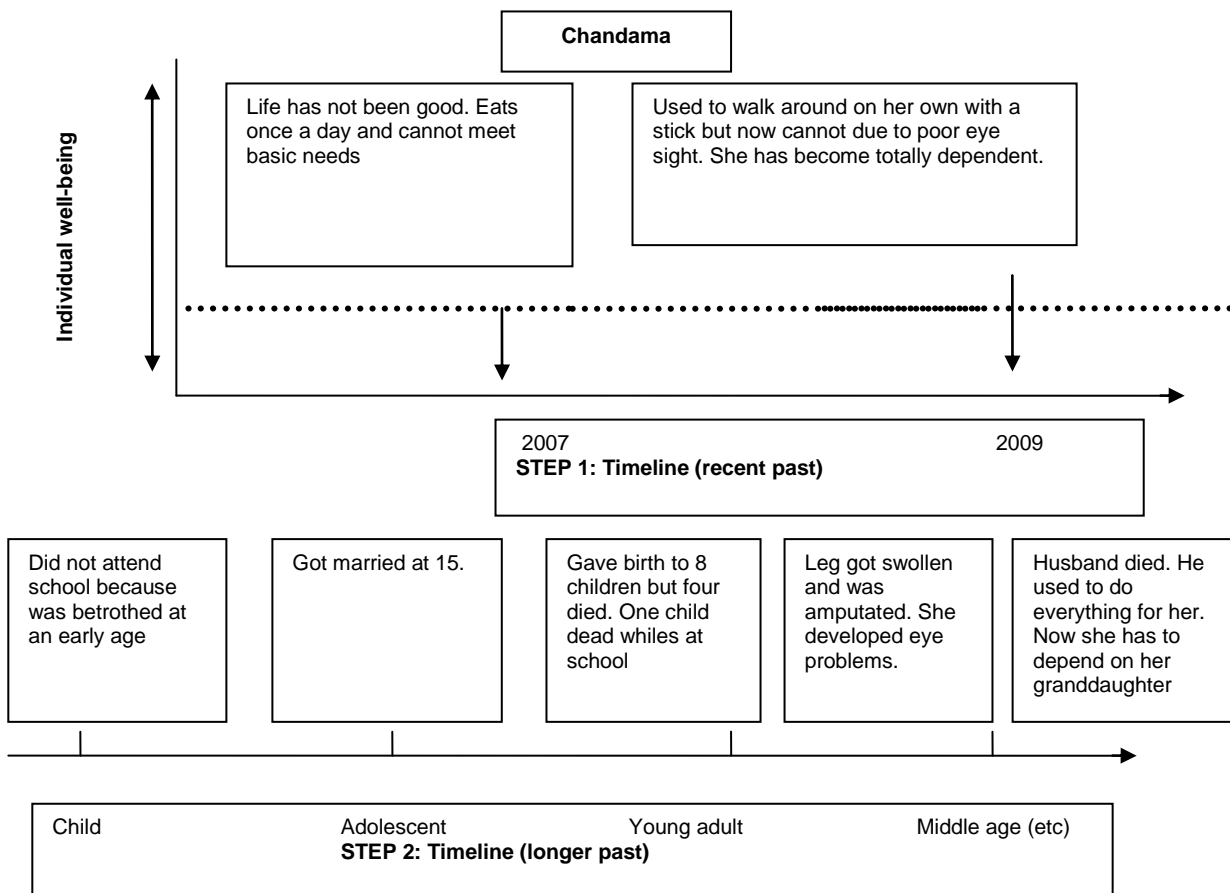 Chandama
Individual well-being
Life has not been good. Eats
once a day and cannot meet
basic needs
Used to walk around on her own with a
stick but now cannot due to poor eye
sight. She has become totally dependent.
2007 2009
STEP 1: Timeline (recent past)
Did not attend
school because
was betrothed at
an early age
Got married at 15.
Gave birth to 8
children but four
died. One child
dead whiles at
school
Leg got swollen
and was
amputated. She
developed eye
problems.
Husband died. He
used to do
everything for her.
Now she has to
depend on her
granddaughter
Child Adolescent Young adult Middle age (etc)
STEP 2: Timeline (longer past)